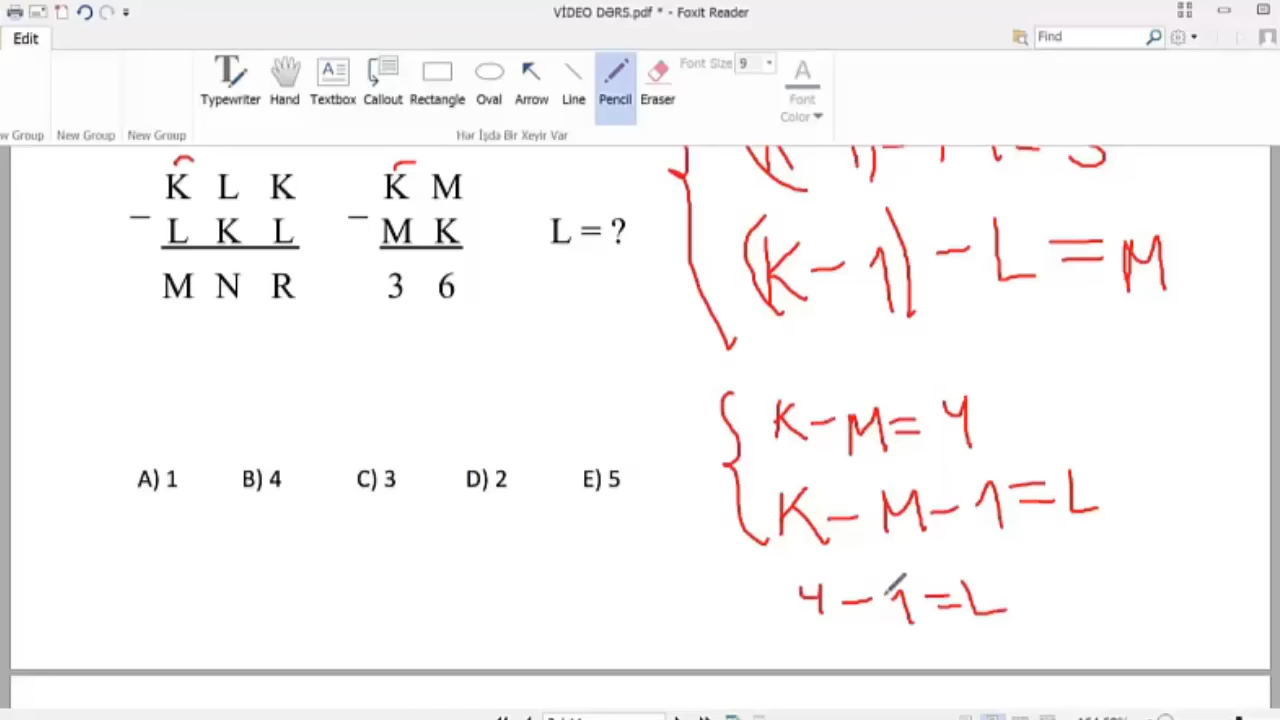 VİDEO DƏRS.pdf * - Foxit Reader
Edit
Find
Typewriter Hand Textbox Callout Rectangle Oval Arrow Line Pencil Eraser Font Size 9 Font Color
New Group New Group Hər İşdə Bir Xeyir Var
K L K K M
− L K L − M K L = ?
M N R 3 6
(K − 1) − L = M
K − M = 4
K − M − 1 = L
A) 1 B) 4 C) 3 D) 2 E) 5
4 − 1 = L